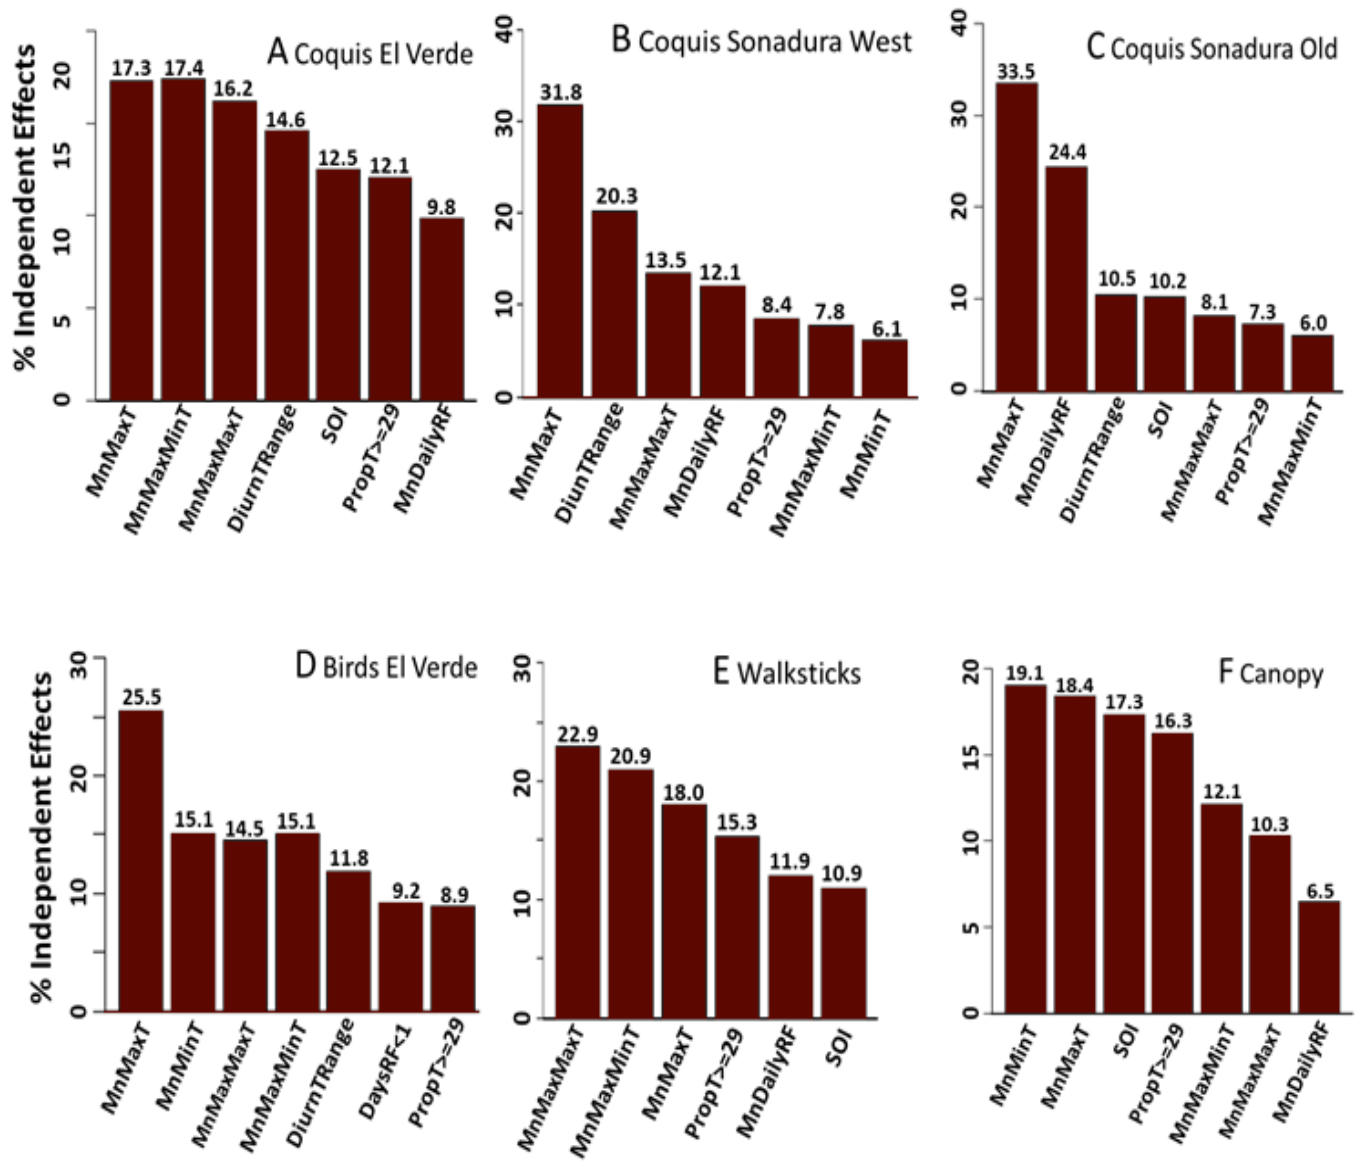 A Coquis El Verde
% Independent Effects
20
15
10
5
0
17.3
17.4
16.2
14.6
12.5
12.1
9.8
MnMaxT
MnMaxMinT
MnMaxMaxT
DiurnTRange
SOI
PropT>=29
MnDailyRF
B Coquis Sonadura West
40
30
20
10
0
31.8
20.3
13.5
12.1
8.4
7.8
6.1
MnMaxT
DiunTRange
MnMaxMaxT
MnDailyRF
PropT>=29
MnMaxMinT
MnMinT
C Coquis Sonadura Old
40
30
20
10
0
33.5
24.4
10.5
10.2
8.1
7.3
6.0
MnMaxT
MnDailyRF
DiurnTRange
SOI
MnMaxMaxT
PropT>=29
MnMaxMinT
D Birds El Verde
% Independent Effects
30
20
10
0
25.5
15.1
14.5
15.1
11.8
9.2
8.9
MnMaxT
MnMinT
MnMaxMaxT
MnMaxMinT
DiurnTRange
DaysRF<1
PropT>=29
E Walksticks
30
20
10
0
22.9
20.9
18.0
15.3
11.9
10.9
MnMaxMaxT
MnMaxMinT
MnMaxT
PropT>=29
MnDailyRF
SOI
F Canopy
20
15
10
5
0
19.1
18.4
17.3
16.3
12.1
10.3
6.5
MnMinT
MnMaxT
SOI
PropT>=29
MnMaxMinT
MnMaxMaxT
MnDailyRF